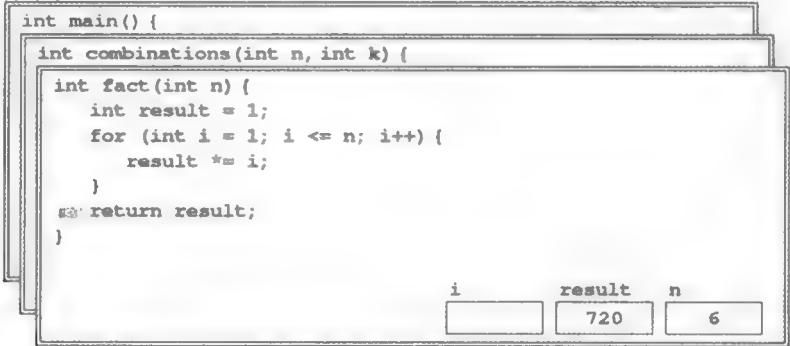 int main() {
int combinations(int n, int k) {
int fact(int n) {
int result = 1;
for (int i = 1; i <= n; i++) {
result *= i;
}
☞ return result;
}
i result n
720 6